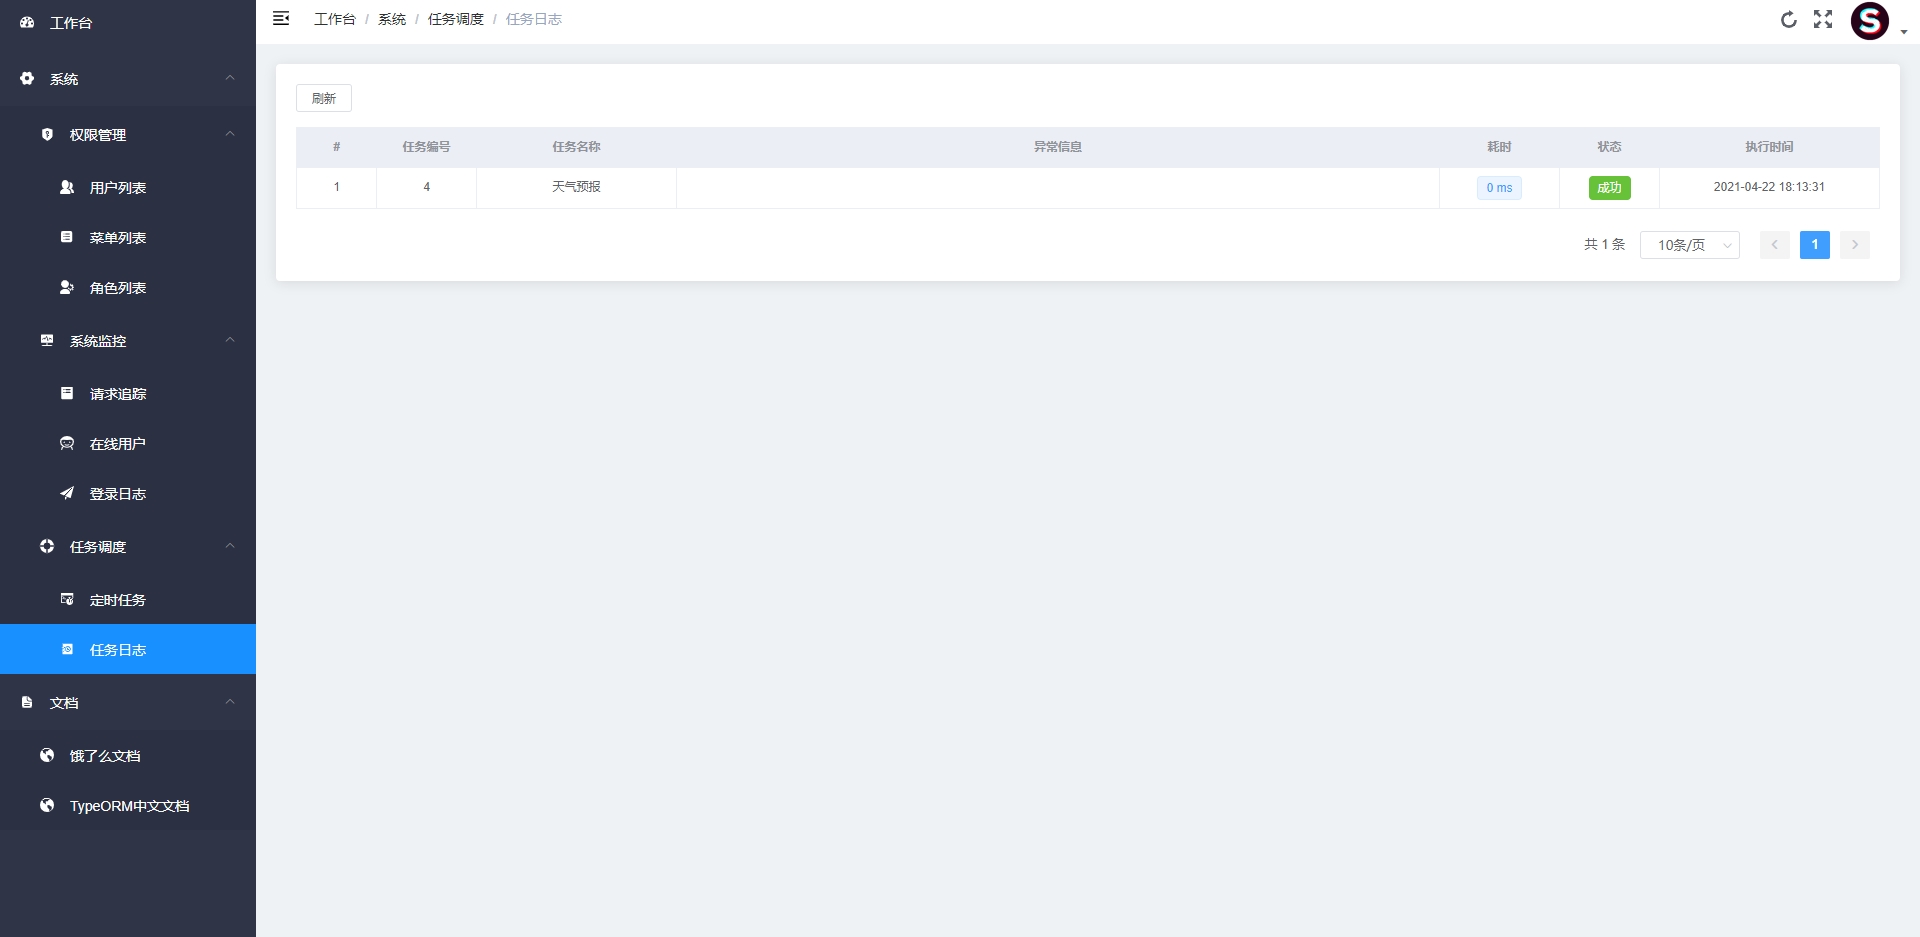 工作台
系统
权限管理
用户列表
菜单列表
角色列表
系统监控
请求追踪
在线用户
登录日志
任务调度
定时任务
任务日志
文档
饿了么文档
TypeORM中文文档
工作台 / 系统 / 任务调度 / 任务日志
S
刷新
# 任务编号 任务名称 异常信息 耗时 状态 执行时间
1 4 天气预报 0 ms 成功 2021-04-22 18:13:31
共 1 条 10条/页 1